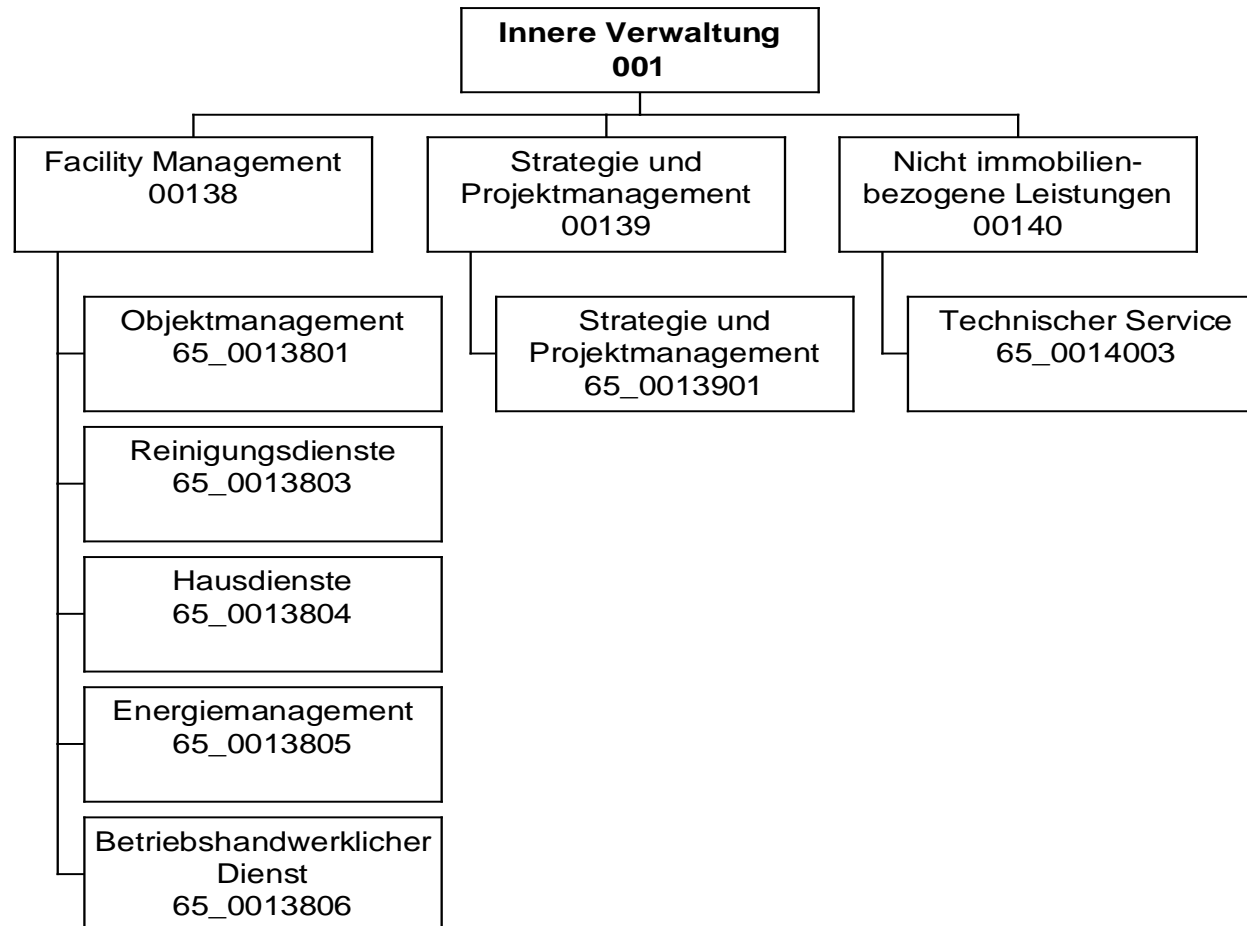 Innere Verwaltung
001
Facility Management
00138
Strategie und
Projektmanagement
00139
Nicht immobilien-
bezogene Leistungen
00140
Objektmanagement
65_0013801
Strategie und
Projektmanagement
65_0013901
Technischer Service
65_0014003
Reinigungsdienste
65_0013803
Hausdienste
65_0013804
Energiemanagement
65_0013805
Betriebshandwerklicher
Dienst
65_0013806